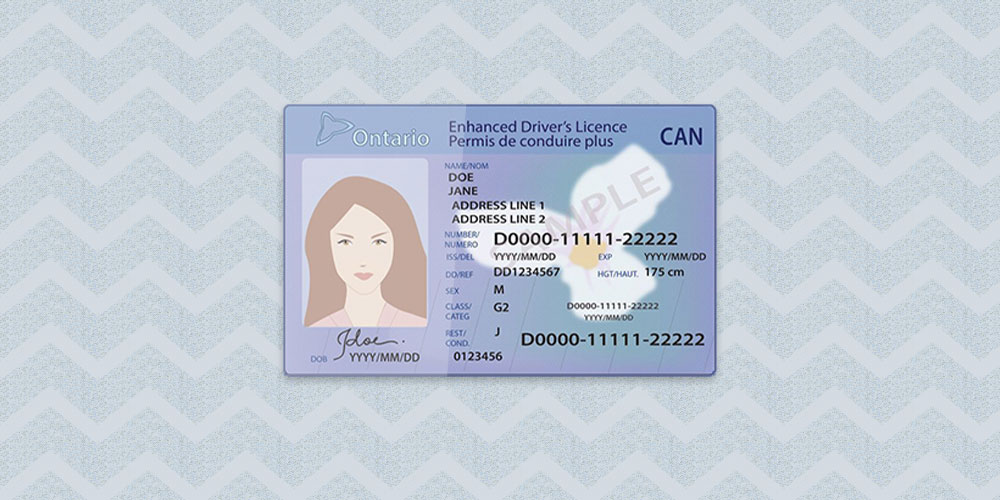 Ontario
Enhanced Driver's Licence
Permis de conduire plus
CAN
NAME/NOM
DOE
JANE
ADDRESS LINE 1
ADDRESS LINE 2
NUMBER/
NUMERO D0000-11111-22222
ISS/DEL YYYY/MM/DD EXP YYYY/MM/DD
DD/REF DD1234567 HGT/HAUT. 175 cm
SEX M
CLASS/
CATEG G2
D0000-11111-22222
YYYY/MM/DD
REST/
COND. J
D0000-11111-22222
0123456
Jdoe.
DOB YYYY/MM/DD
SAMPLE